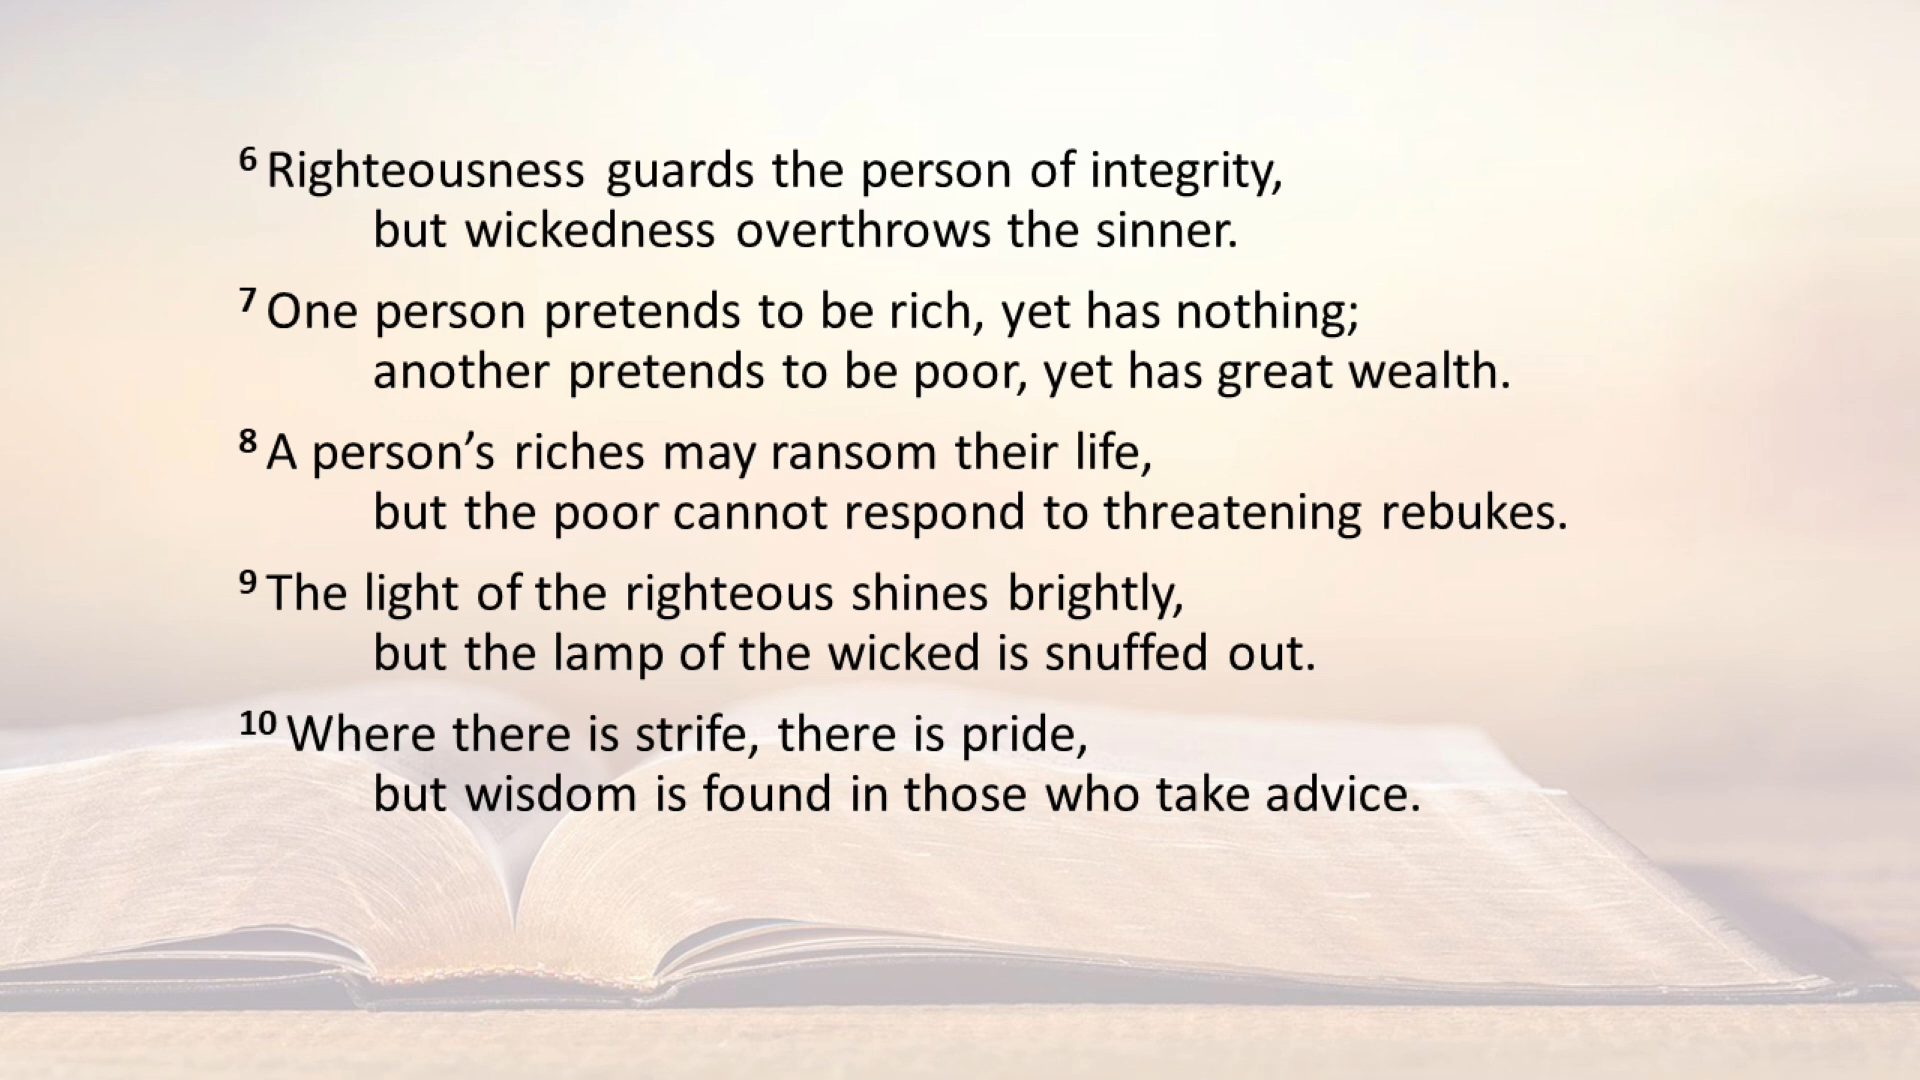 6 Righteousness guards the person of integrity,
but wickedness overthrows the sinner.
7 One person pretends to be rich, yet has nothing;
another pretends to be poor, yet has great wealth.
8 A person’s riches may ransom their life,
but the poor cannot respond to threatening rebukes.
9 The light of the righteous shines brightly,
but the lamp of the wicked is snuffed out.
10 Where there is strife, there is pride,
but wisdom is found in those who take advice.